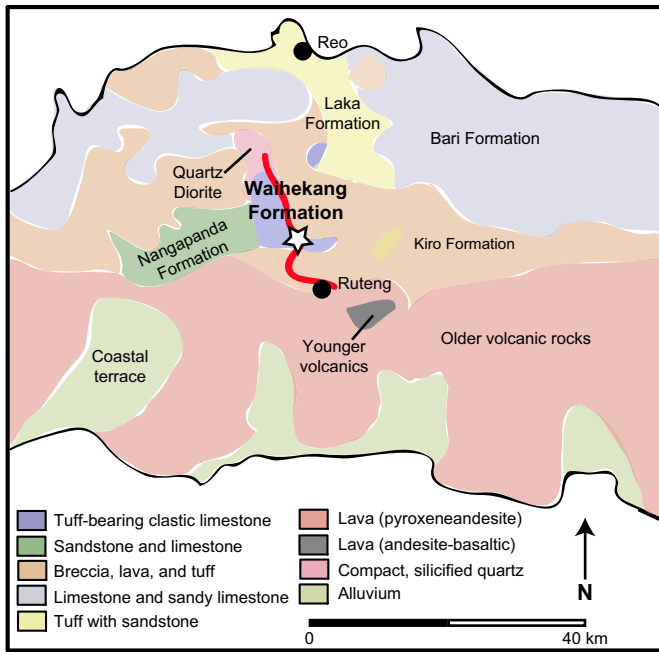 Reo
Laka
Formation
Bari Formation
Quartz
Diorite
Waihekang
Formation
Nangapanda
Formation
Kiro Formation
Ruteng
Older volcanic rocks
Younger
volcanics
Coastal
terrace
Tuff-bearing clastic limestone
Sandstone and limestone
Breccia, lava, and tuff
Limestone and sandy limestone
Tuff with sandstone
Lava (pyroxeneandesite)
Lava (andesite-basaltic)
Compact, silicified quartz
Alluvium
N
0
40 km